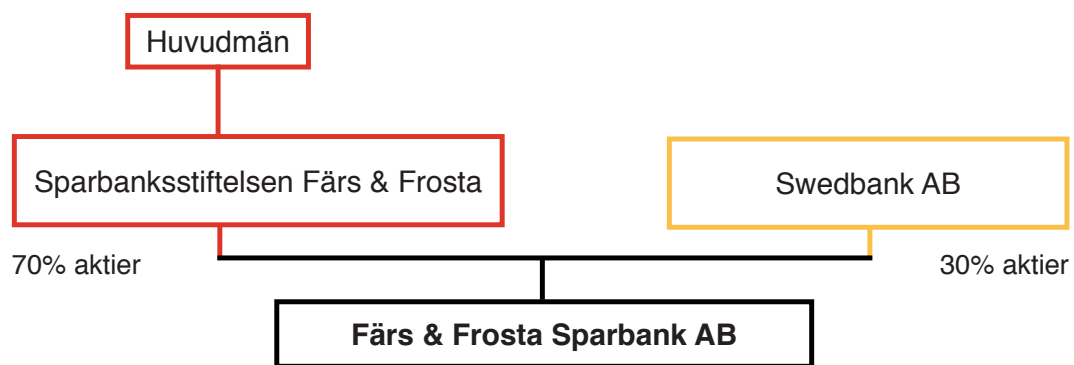 Huvudmän
Sparbanksstiftelsen Färs & Frosta
Swedbank AB
70% aktier
30% aktier
Färs & Frosta Sparbank AB